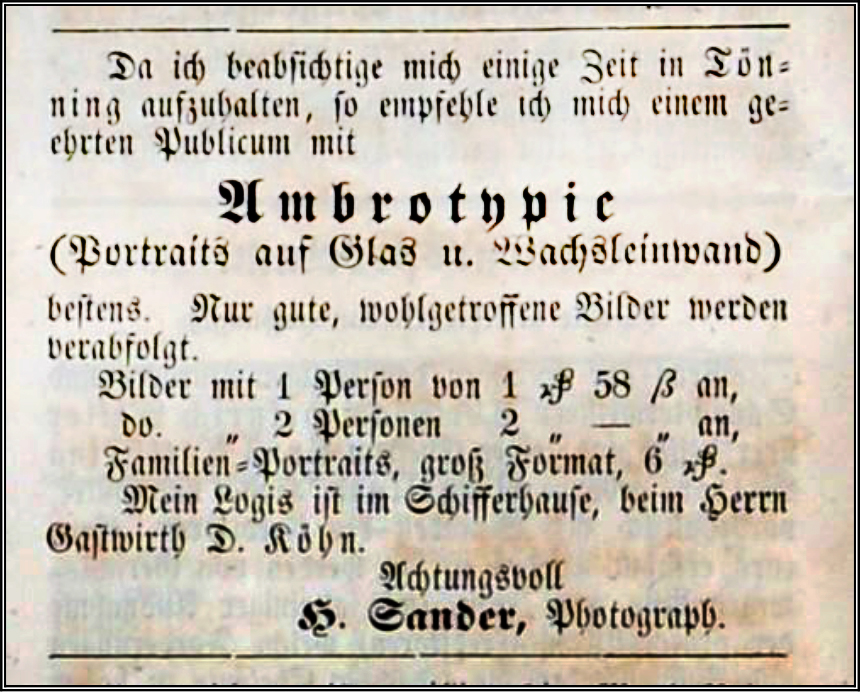 Da ich beabsichtige mich einige Zeit in Tön⸗
ning aufzuhalten, so empfehle ich mich einem ge⸗
ehrten Publicum mit
Ambrotypie
(Portraits auf Glas u. Wachsleinwand)
bestens. Nur gute, wohlgetroffene Bilder werden
verabfolgt.
Bilder mit 1 Person von 1 ₰ 58 ß an,
do. „ 2 Personen 2 „ — „ an,
Familien⸗Portraits, groß Format, 6 ₰.
Mein Logis ist im Schifferhause, beim Herrn
Gastwirth D. Köhn.
Achtungsvoll
H. Sander, Photograph.